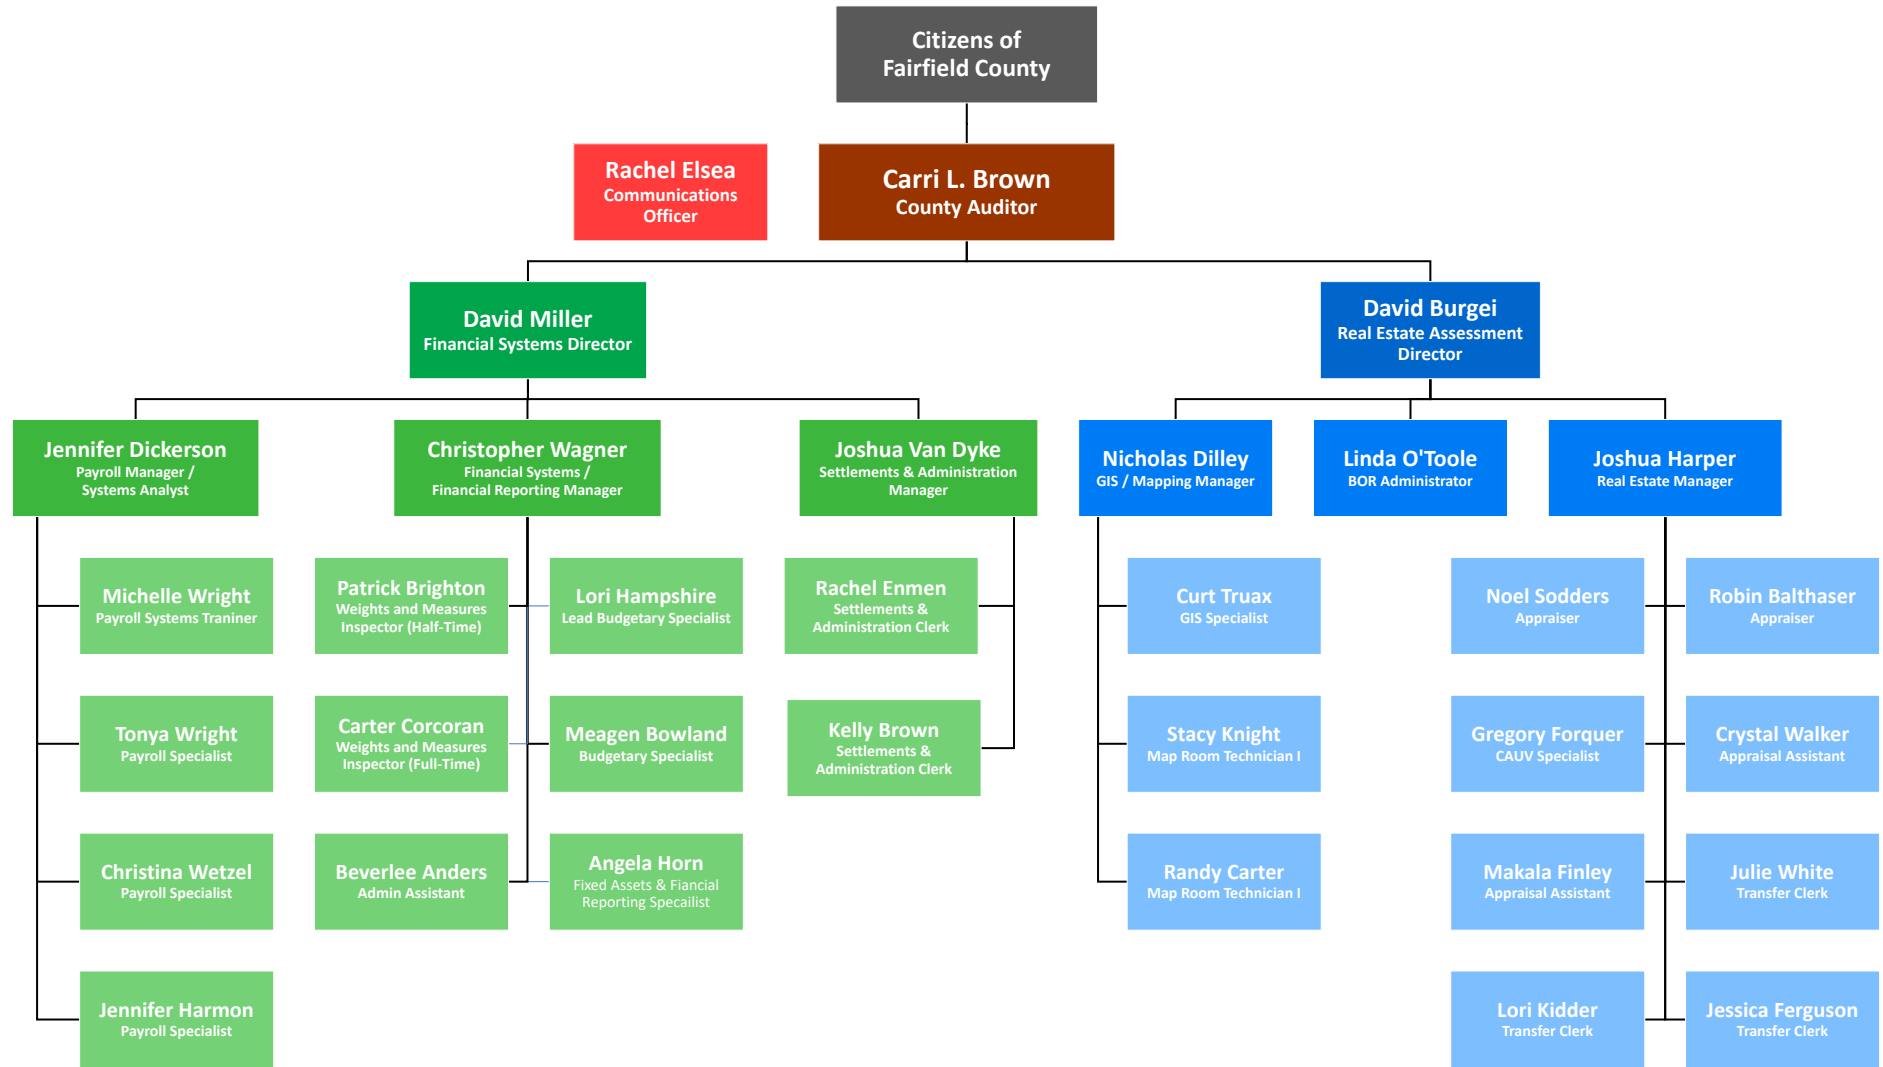 Citizens of
Fairfield County
Rachel Elsea
Communications
Officer
Carri L. Brown
County Auditor
David Miller
Financial Systems Director
David Burgei
Real Estate Assessment
Director
Jennifer Dickerson
Payroll Manager /
Systems Analyst
Christopher Wagner
Financial Systems /
Financial Reporting Manager
Joshua Van Dyke
Settlements & Administration
Manager
Nicholas Dilley
GIS / Mapping Manager
Linda O'Toole
BOR Administrator
Joshua Harper
Real Estate Manager
Michelle Wright
Payroll Systems Traniner
Patrick Brighton
Weights and Measures
Inspector (Half-Time)
Lori Hampshire
Lead Budgetary Specialist
Rachel Enmen
Settlements &
Administration Clerk
Curt Truax
GIS Specialist
Noel Sodders
Appraiser
Robin Balthaser
Appraiser
Tonya Wright
Payroll Specialist
Carter Corcoran
Weights and Measures
Inspector (Full-Time)
Meagen Bowland
Budgetary Specialist
Kelly Brown
Settlements &
Administration Clerk
Stacy Knight
Map Room Technician I
Gregory Forquer
CAUV Specialist
Crystal Walker
Appraisal Assistant
Christina Wetzel
Payroll Specialist
Beverlee Anders
Admin Assistant
Angela Horn
Fixed Assets & Fiancial
Reporting Specailist
Randy Carter
Map Room Technician I
Makala Finley
Appraisal Assistant
Julie White
Transfer Clerk
Jennifer Harmon
Payroll Specialist
Lori Kidder
Transfer Clerk
Jessica Ferguson
Transfer Clerk